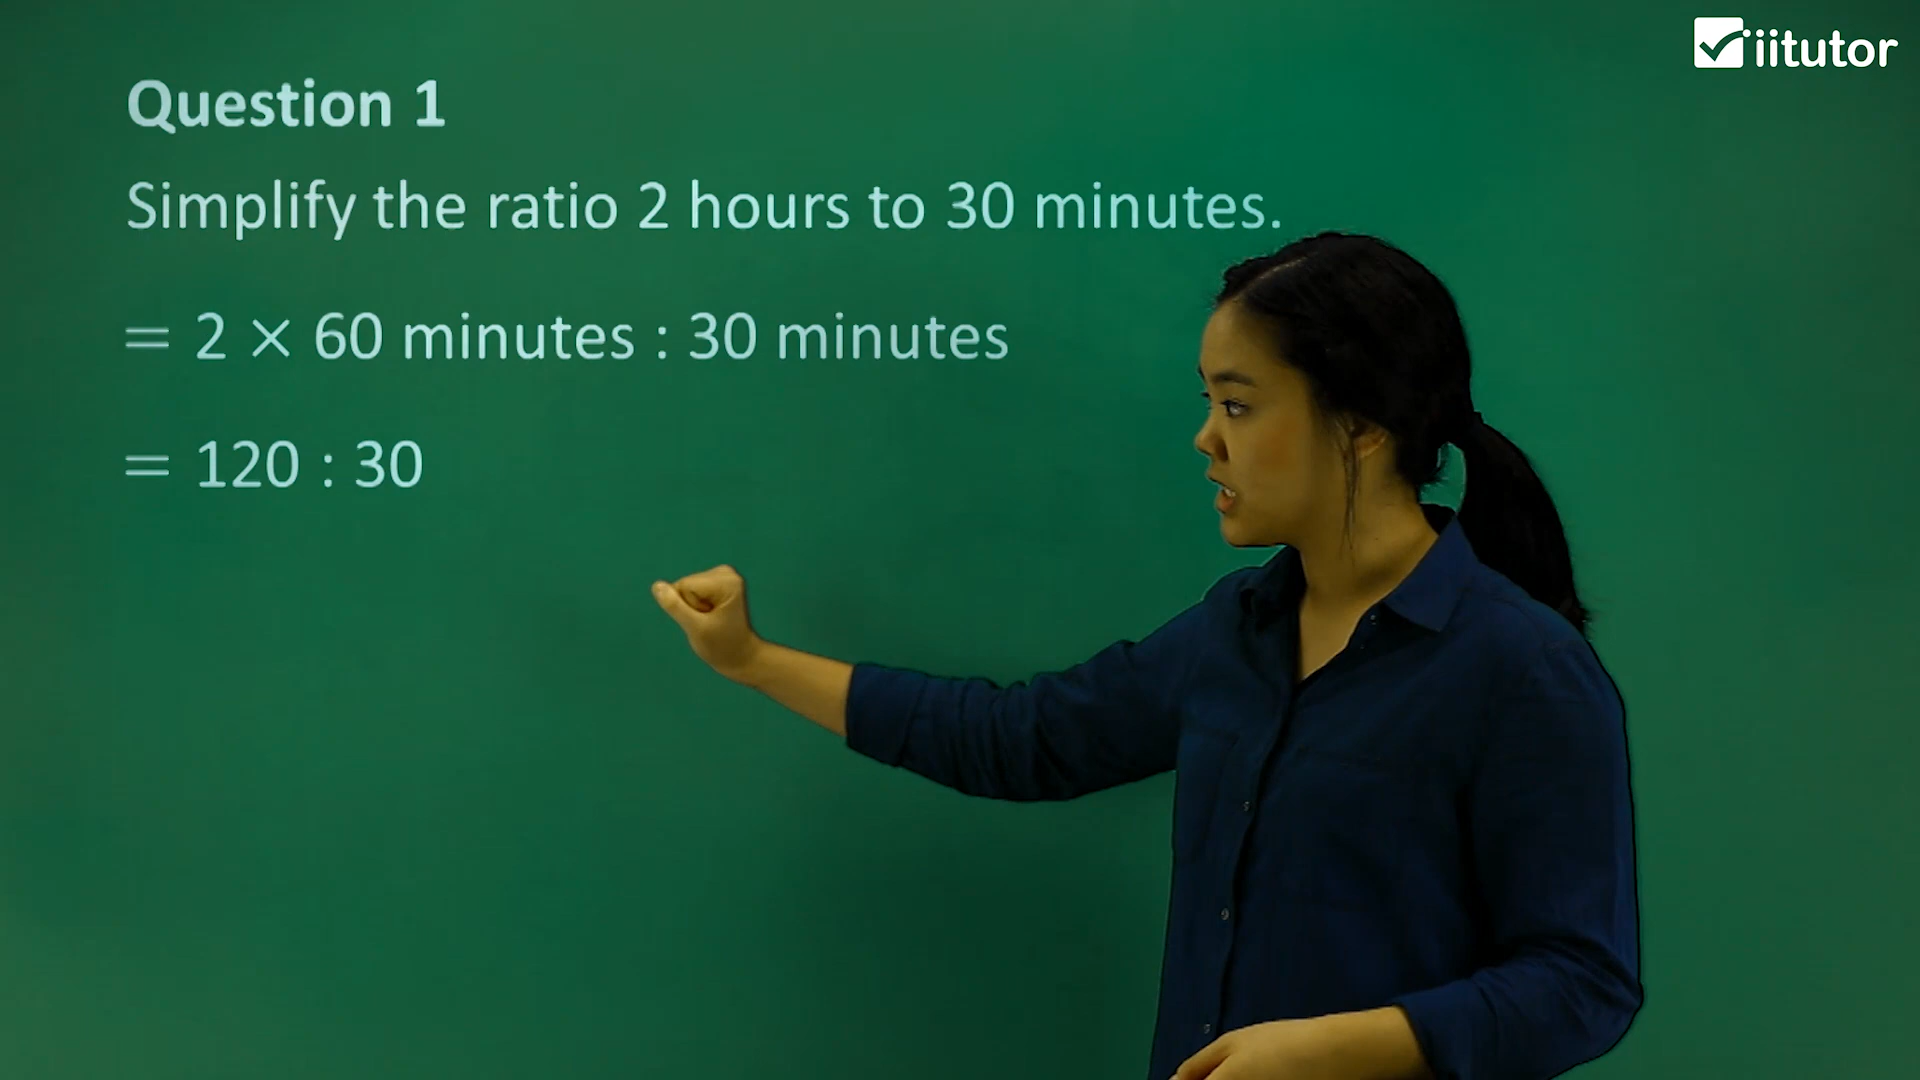 iitutor
Question 1
Simplify the ratio 2 hours to 30 minutes.
= 2 × 60 minutes : 30 minutes
= 120 : 30